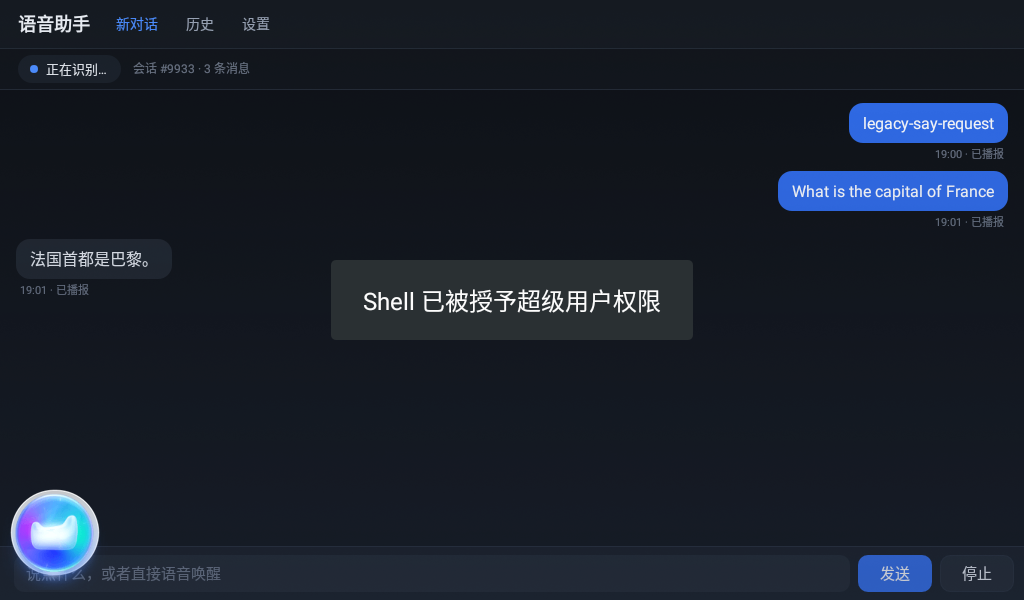 语音助手 新对话 历史 设置
正在识别… 会话 #9933 · 3 条消息
legacy-say-request
19:00 · 已播报
What is the capital of France
19:01 · 已播报
法国首都是巴黎。
19:01 · 已播报
Shell 已被授予超级用户权限
说点什么，或者直接语音唤醒 发送 停止